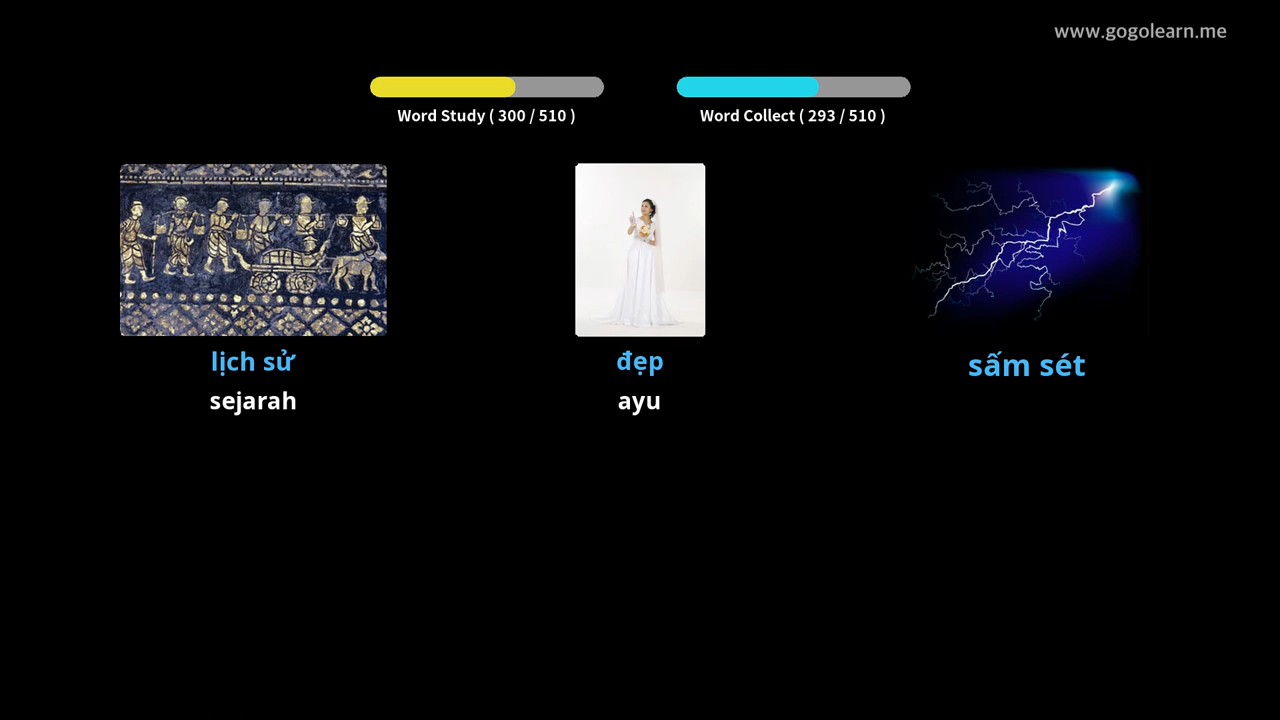 www.gogolearn.me
Word Study ( 300 / 510 )
Word Collect ( 293 / 510 )
lịch sử
sejarah
đẹp
ayu
sấm sét